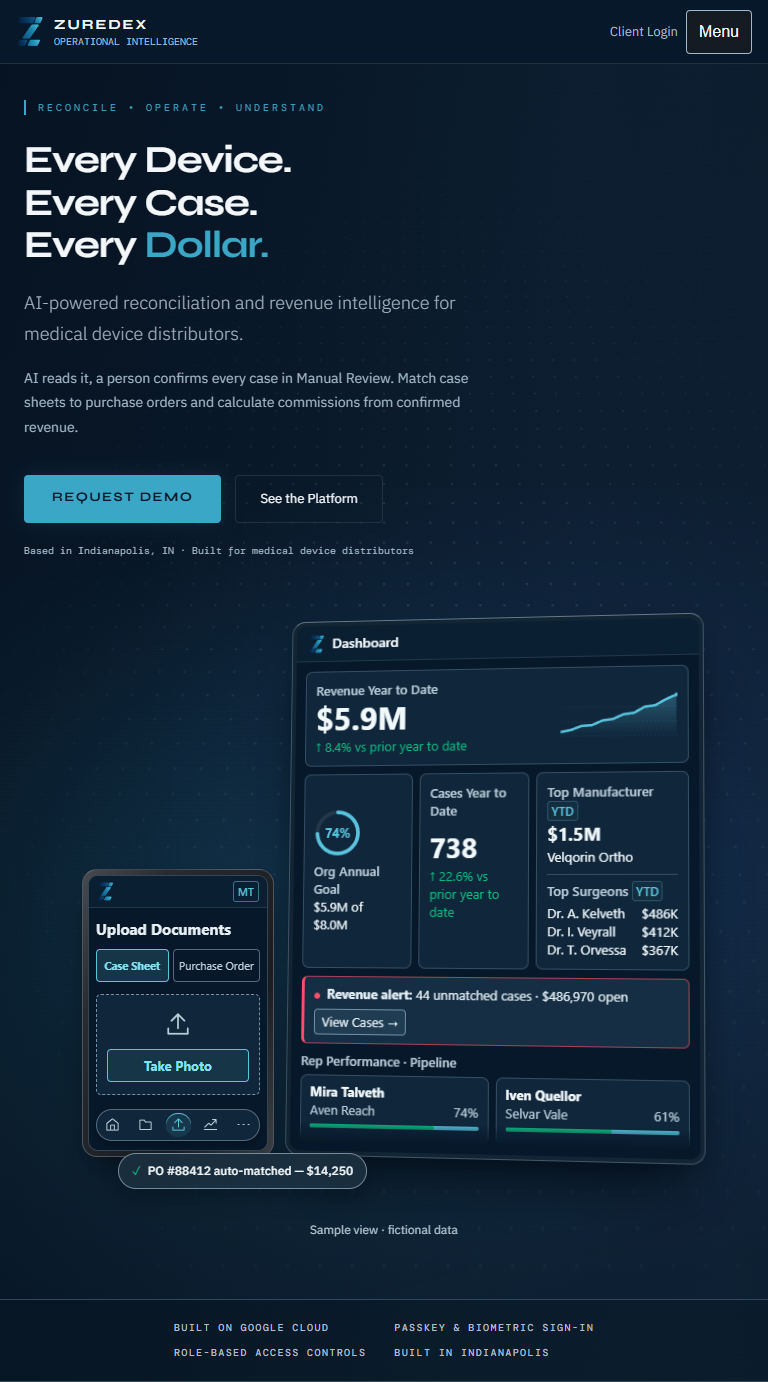 ZUREDEX
OPERATIONAL INTELLIGENCE
Client Login
Menu
RECONCILE • OPERATE • UNDERSTAND
Every Device.
Every Case.
Every Dollar.
AI-powered reconciliation and revenue intelligence for
medical device distributors.
AI reads it, a person confirms every case in Manual Review. Match case
sheets to purchase orders and calculate commissions from confirmed
revenue.
REQUEST DEMO
See the Platform
Based in Indianapolis, IN · Built for medical device distributors
Dashboard
Revenue Year to Date
$5.9M
↑ 8.4% vs prior year to date
74%
Org Annual
Goal
$5.9M of
$8.0M
Cases Year to
Date
738
↑ 22.6% vs
prior year to
date
Top Manufacturer
YTD
$1.5M
Velqorin Ortho
Top Surgeons YTD
Dr. A. Kelveth $486K
Dr. I. Veyrall $412K
Dr. T. Orvessa $367K
Revenue alert: 44 unmatched cases · $486,970 open
View Cases →
Rep Performance · Pipeline
Mira Talveth
Aven Reach 74%
Iven Quellor
Selvar Vale 61%
MT
Upload Documents
Case Sheet
Purchase Order
Take Photo
✓ PO #88412 auto-matched — $14,250
Sample view · fictional data
BUILT ON GOOGLE CLOUD
PASSKEY & BIOMETRIC SIGN-IN
ROLE-BASED ACCESS CONTROLS
BUILT IN INDIANAPOLIS